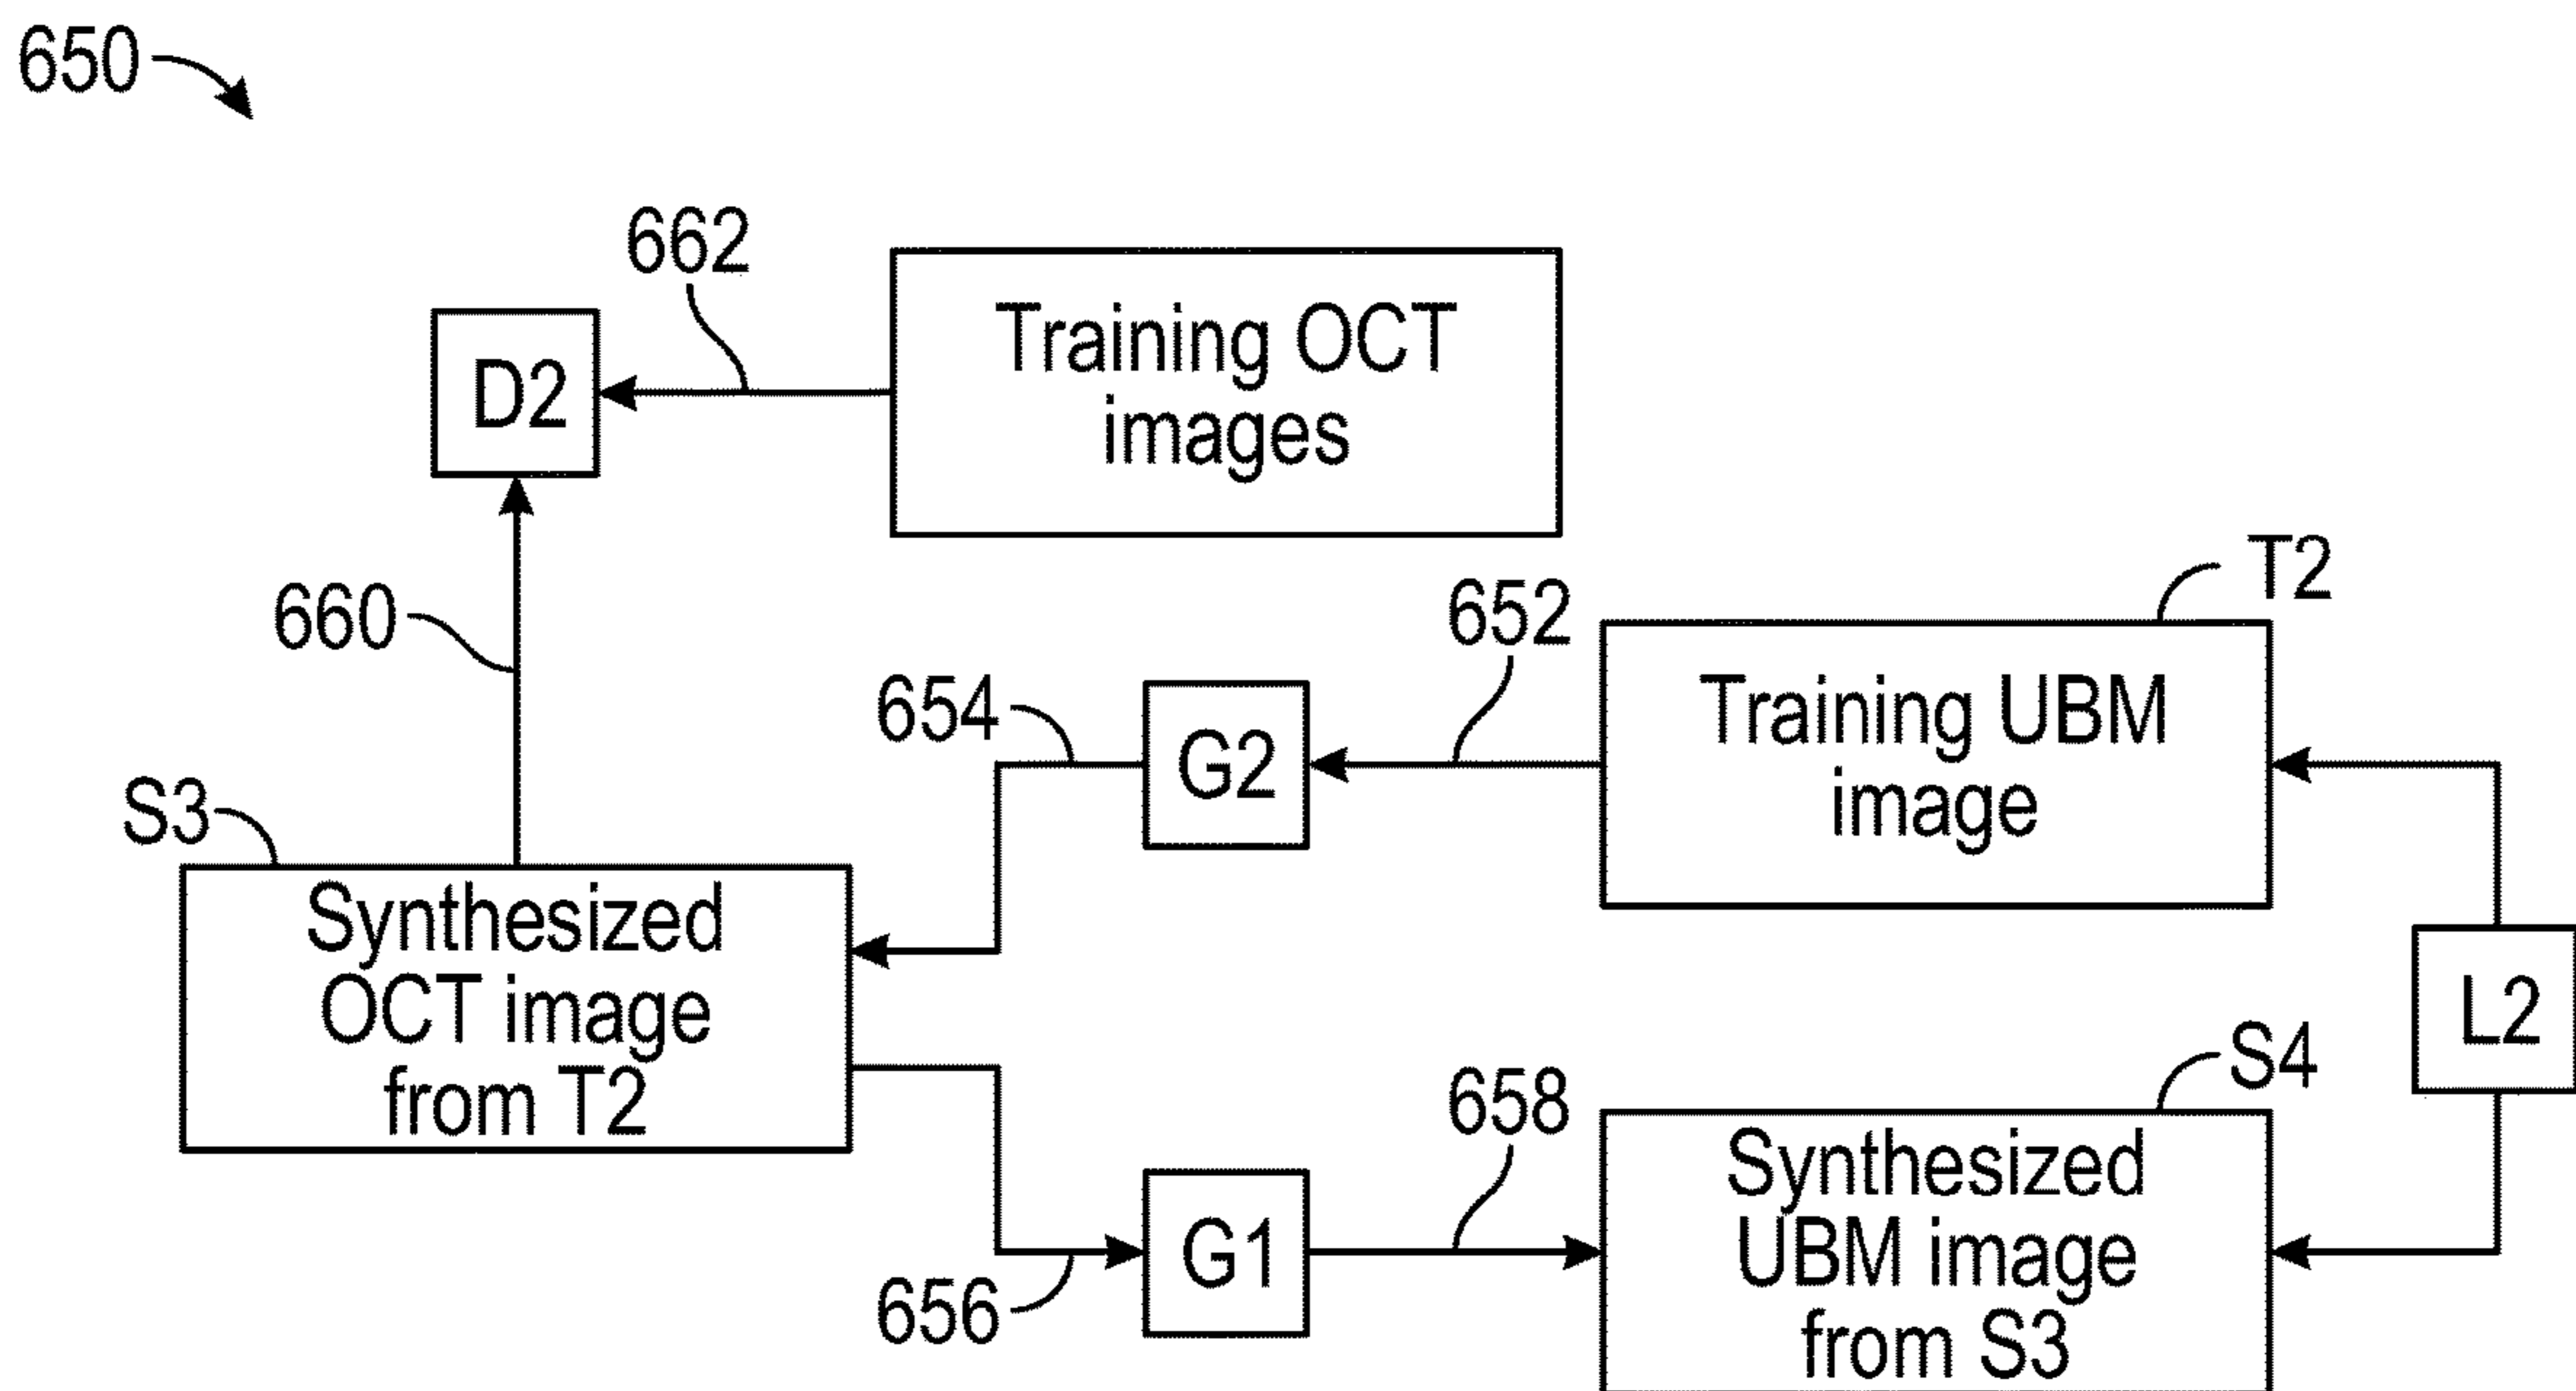 650
662
Training OCT
images
D2
T2
660
652
Training UBM
image
654
G2
S3
Synthesized
OCT image
from T2
L2
S4
658
Synthesized
UBM image
from S3
G1
656